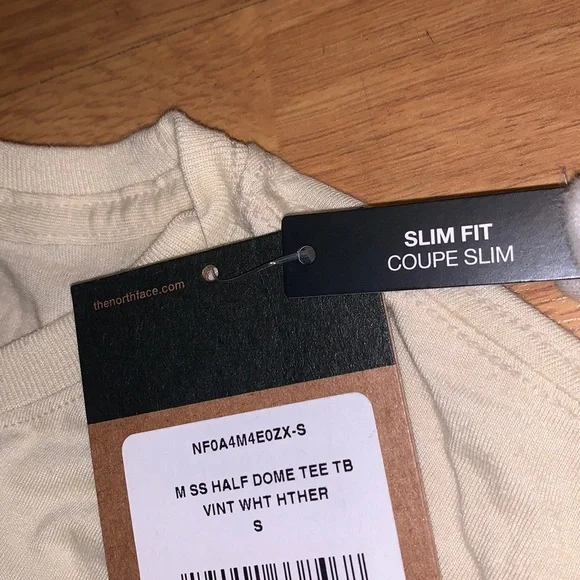 SLIM FIT
COUPE SLIM
thenorthface.com
NF0A4M4E0ZX-S
M SS HALF DOME TEE TB
VINT WHT HTHER
S